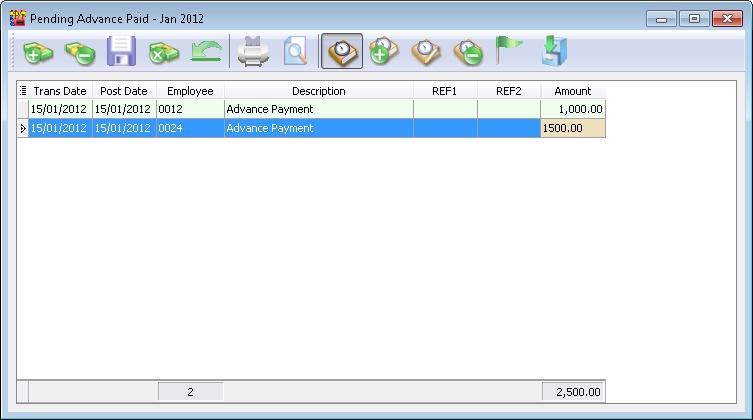 Pending Advance Paid - Jan 2012
Trans Date Post Date Employee Description REF1 REF2 Amount
15/01/2012 15/01/2012 0012 Advance Payment 1,000.00
15/01/2012 15/01/2012 0024 Advance Payment 1500.00
2 2,500.00